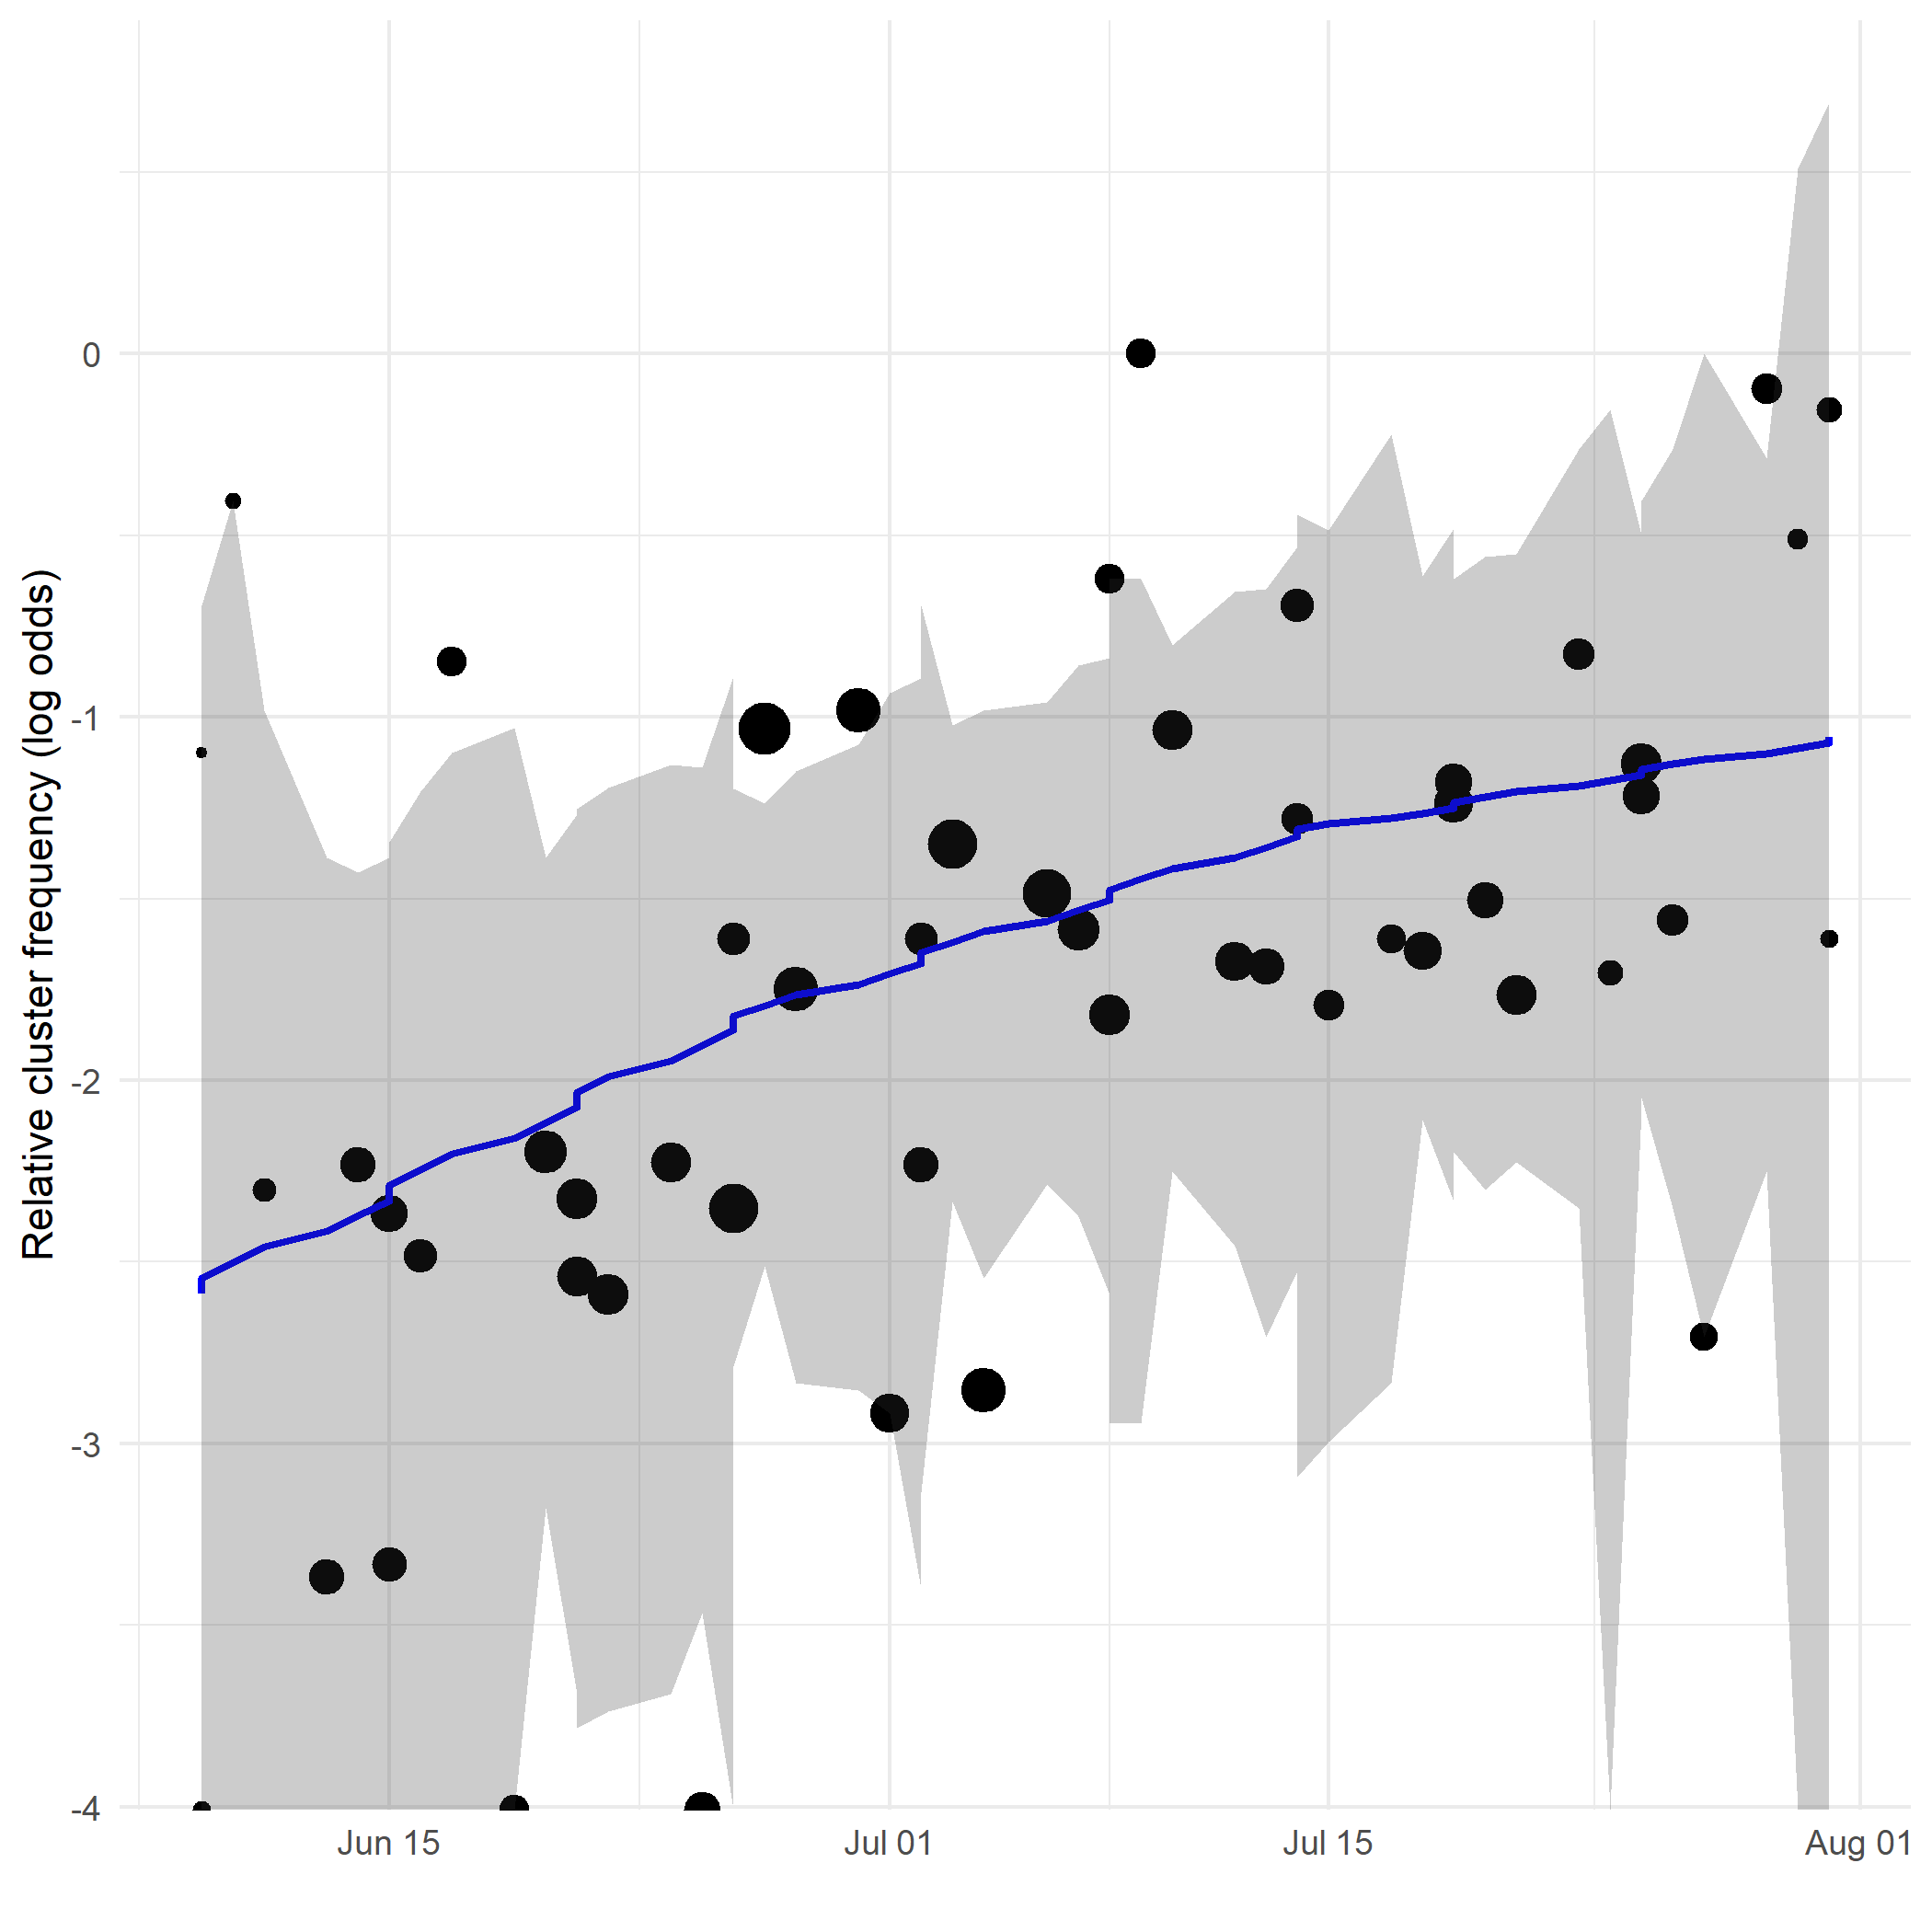 Relative cluster frequency (log odds)
0
-1
-2
-3
-4
Jun 15
Jul 01
Jul 15
Aug 01